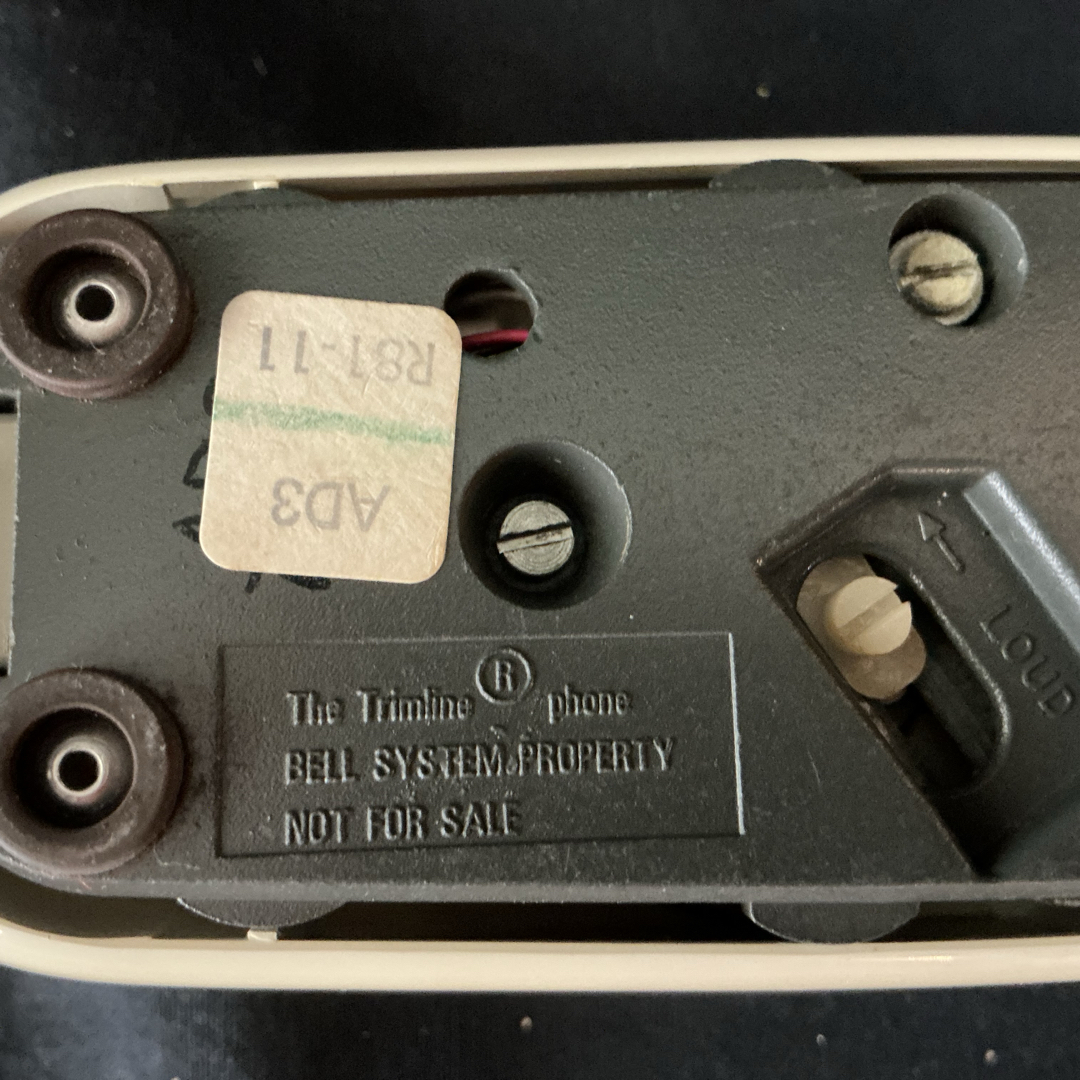 R81-11
AD3
The Trimline® phone
BELL SYSTEM PROPERTY
NOT FOR SALE
LOUD